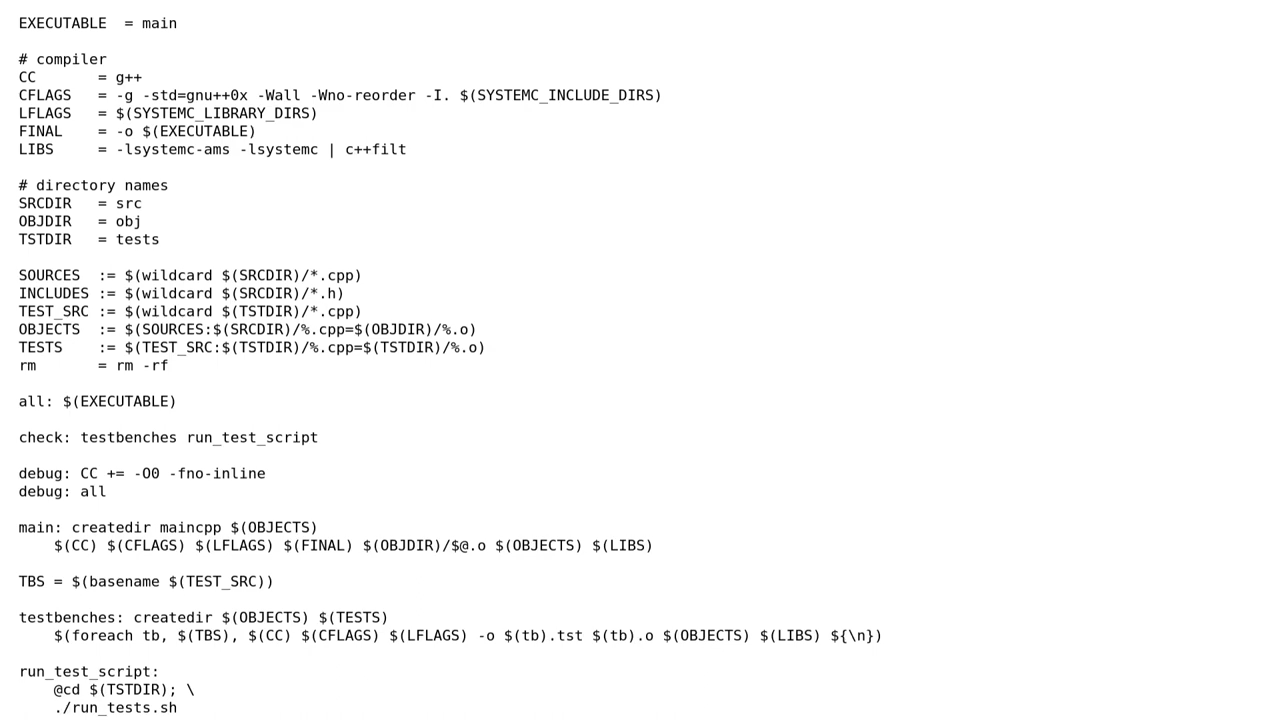 EXECUTABLE  = main

# compiler
CC       = g++
CFLAGS   = -g -std=gnu++0x -Wall -Wno-reorder -I. $(SYSTEMC_INCLUDE_DIRS)
LFLAGS   = $(SYSTEMC_LIBRARY_DIRS)
FINAL    = -o $(EXECUTABLE)
LIBS     = -lsystemc-ams -lsystemc | c++filt

# directory names
SRCDIR   = src
OBJDIR   = obj
TSTDIR   = tests

SOURCES  := $(wildcard $(SRCDIR)/*.cpp)
INCLUDES := $(wildcard $(SRCDIR)/*.h)
TEST_SRC := $(wildcard $(TSTDIR)/*.cpp)
OBJECTS  := $(SOURCES:$(SRCDIR)/%.cpp=$(OBJDIR)/%.o)
TESTS    := $(TEST_SRC:$(TSTDIR)/%.cpp=$(TSTDIR)/%.o)
rm       = rm -rf

all: $(EXECUTABLE)

check: testbenches run_test_script

debug: CC += -O0 -fno-inline
debug: all

main: createdir maincpp $(OBJECTS)
    $(CC) $(CFLAGS) $(LFLAGS) $(FINAL) $(OBJDIR)/$@.o $(OBJECTS) $(LIBS)

TBS = $(basename $(TEST_SRC))

testbenches: createdir $(OBJECTS) $(TESTS)
    $(foreach tb, $(TBS), $(CC) $(CFLAGS) $(LFLAGS) -o $(tb).tst $(tb).o $(OBJECTS) $(LIBS) ${\n})

run_test_script:
    @cd $(TSTDIR); \
    ./run_tests.sh